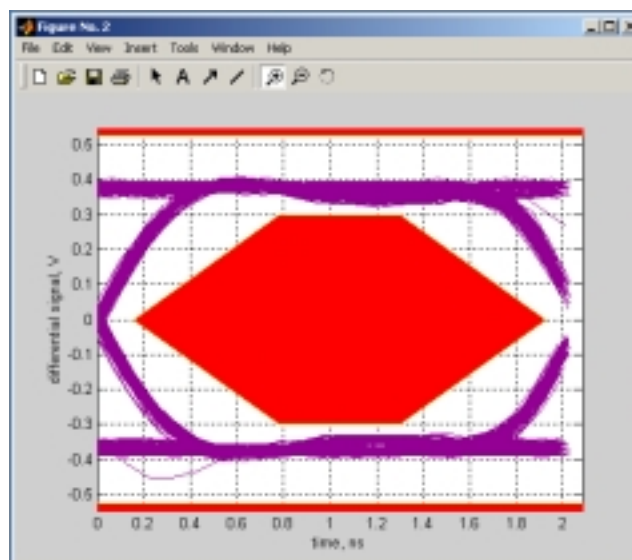 Figure No. 2
File Edit View Insert Tools Window Help
A
0.5
0.4
0.3
0.2
0.1
0
-0.1
-0.2
-0.3
-0.4
-0.5
differential signal, V
0 0.2 0.4 0.6 0.8 1 1.2 1.4 1.6 1.8 2
time, ns